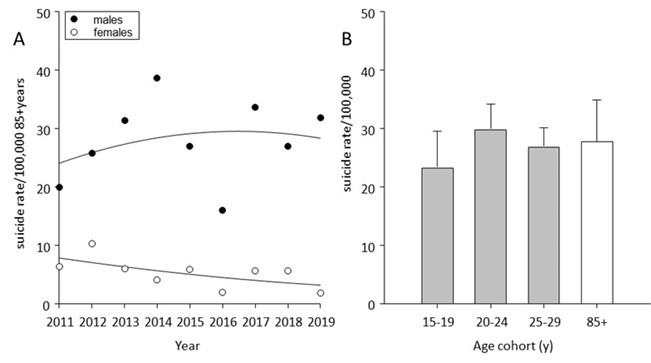 A
males
females
suicide rate/100,000 85+years
50
40
30
20
10
0
2011 2012 2013 2014 2015 2016 2017 2018 2019
Year
B
suicide rate/100,000
50
40
30
20
10
0
15-19 20-24 25-29 85+
Age cohort (y)